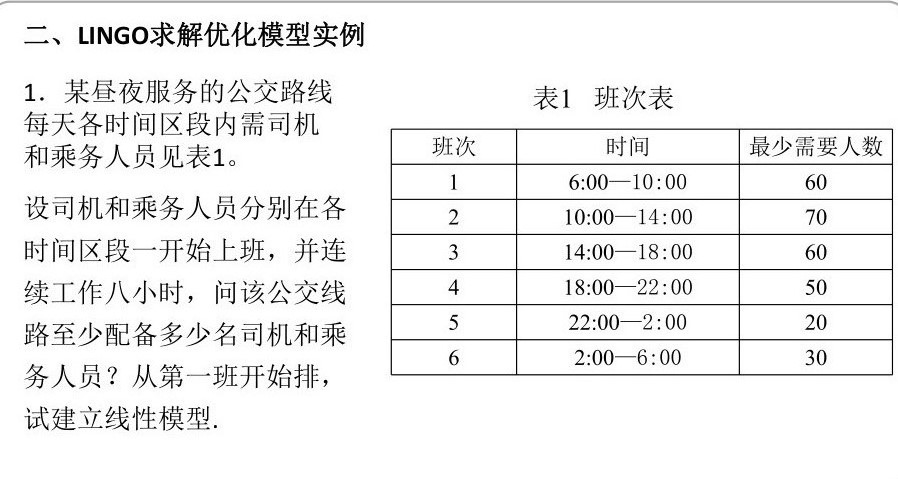 二、LINGO求解优化模型实例
1. 某昼夜服务的公交路线
每天各时间区段内需司机
和乘务人员见表1。
设司机和乘务人员分别在各
时间区段一开始上班，并连
续工作八小时，问该公交线
路至少配备多少名司机和乘
务人员？从第一班开始排，
试建立线性模型.
表1 班次表
班次 时间 最少需要人数
1 6:00—10:00 60
2 10:00—14:00 70
3 14:00—18:00 60
4 18:00—22:00 50
5 22:00—2:00 20
6 2:00—6:00 30